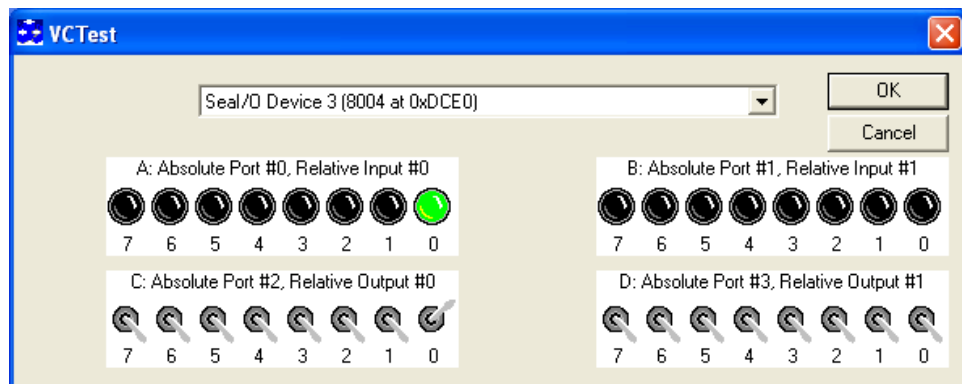 VCTest
SeaI/O Device 3 (8004 at 0xDCE0)
OK
Cancel
A: Absolute Port #0, Relative Input #0
7 6 5 4 3 2 1 0
B: Absolute Port #1, Relative Input #1
7 6 5 4 3 2 1 0
C: Absolute Port #2, Relative Output #0
7 6 5 4 3 2 1 0
D: Absolute Port #3, Relative Output #1
7 6 5 4 3 2 1 0